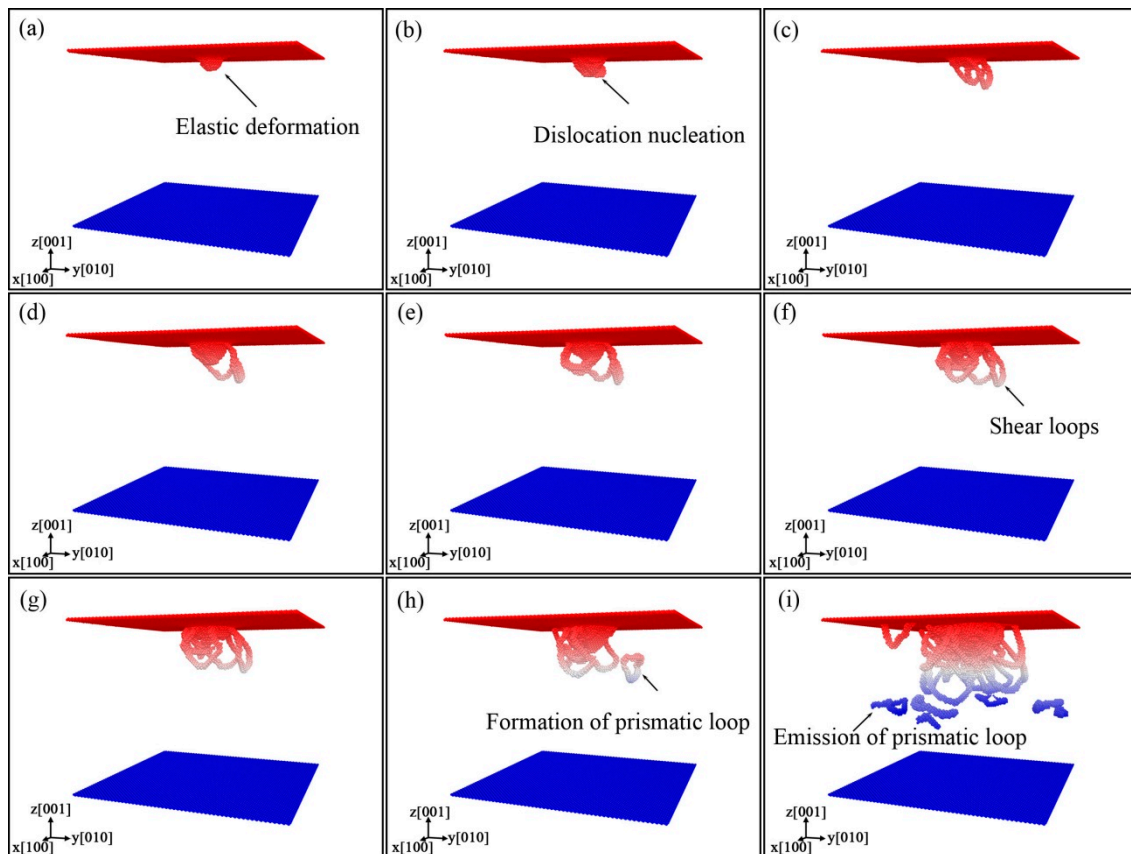 (a)
Elastic deformation
z[001]
y[010]
x[100]
(b)
Dislocation nucleation
z[001]
y[010]
x[100]
(c)
z[001]
y[010]
x[100]
(d)
z[001]
y[010]
x[100]
(e)
z[001]
y[010]
x[100]
(f)
Shear loops
z[001]
y[010]
x[100]
(g)
z[001]
y[010]
x[100]
(h)
Formation of prismatic loop
z[001]
y[010]
x[100]
(i)
Emission of prismatic loop
z[001]
y[010]
x[100]